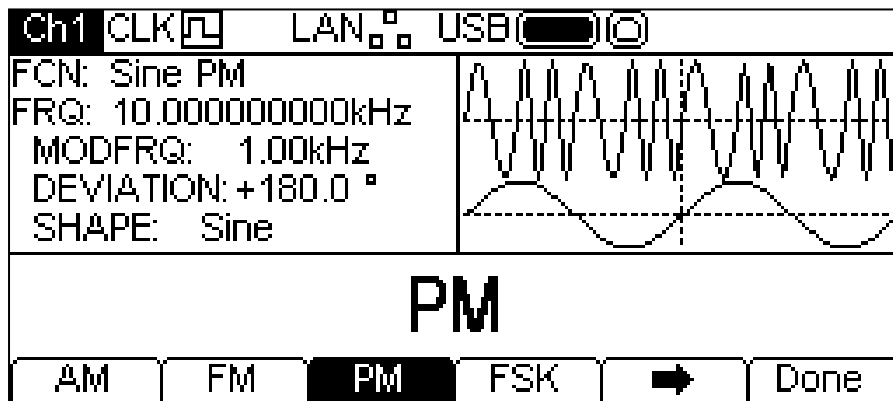 Ch1 CLK LAN USB
FCN: Sine PM
FRQ: 10.000000000kHz
MODFRQ: 1.00kHz
DEVIATION: +180.0 °
SHAPE: Sine
PM
AM FM PM FSK ➡ Done